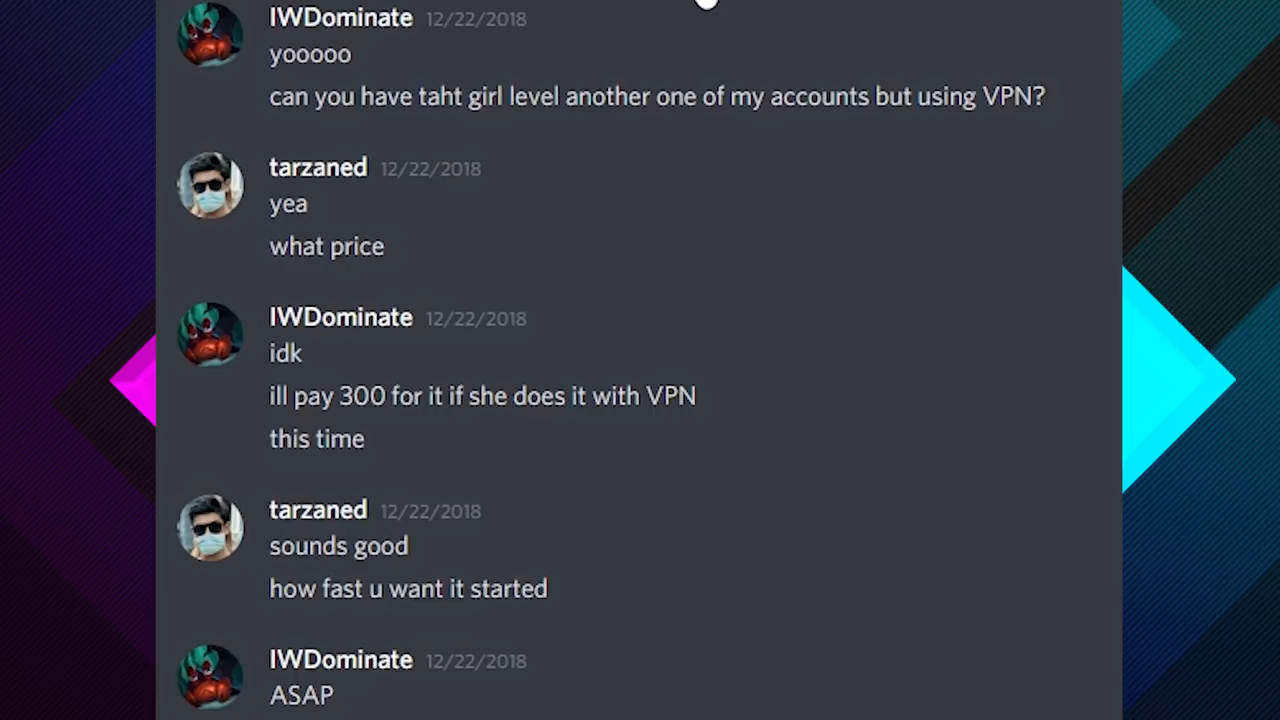 IWDominate 12/22/2018
yooooo
can you have taht girl level another one of my accounts but using VPN?
tarzaned 12/22/2018
yea
what price
IWDominate 12/22/2018
idk
ill pay 300 for it if she does it with VPN
this time
tarzaned 12/22/2018
sounds good
how fast u want it started
IWDominate 12/22/2018
ASAP